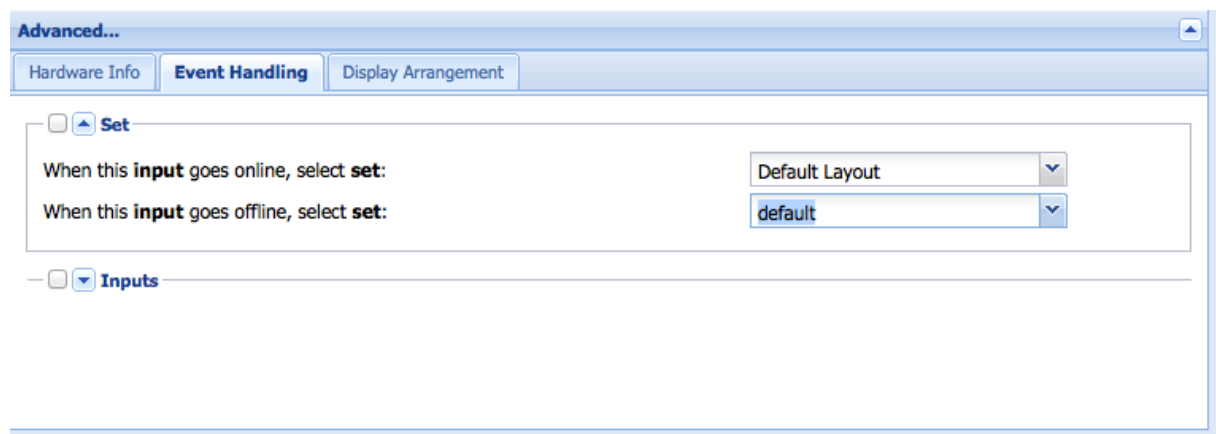 Advanced...
Hardware Info Event Handling Display Arrangement
Set
When this input goes online, select set: Default Layout
When this input goes offline, select set: default
Inputs